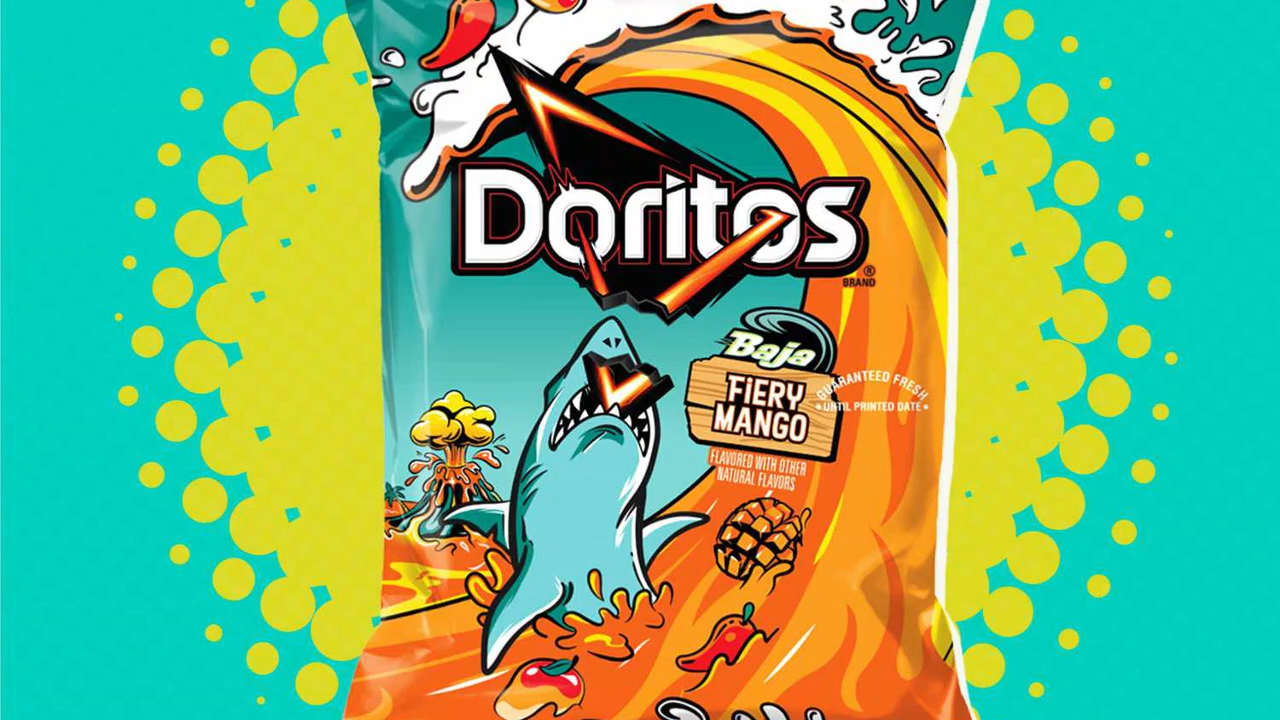 Doritos
®
BRAND
Baja
FiERY
MANGO
GUARANTEED FRESH
• UNTIL PRINTED DATE •
FLAVORED WITH OTHER
NATURAL FLAVORS